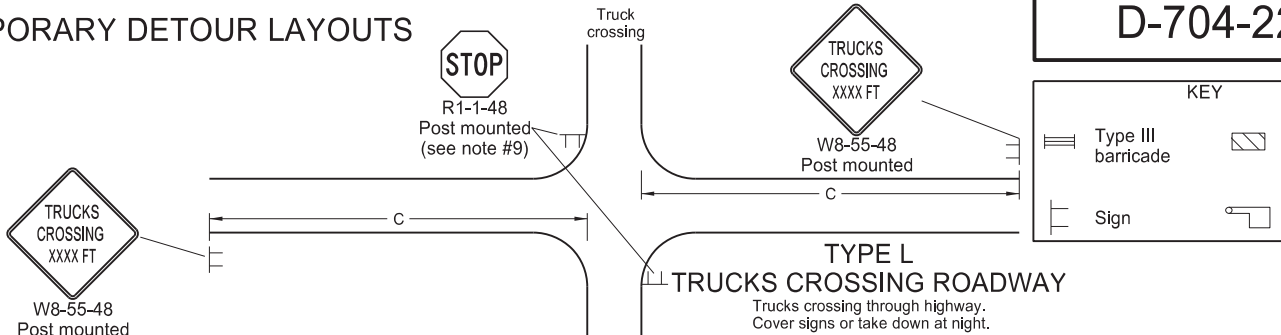 PORARY DETOUR LAYOUTS
Truck
crossing
D-704-22
STOP
R1-1-48
Post mounted
(see note #9)
TRUCKS
CROSSING
XXXX FT
W8-55-48
Post mounted
KEY
Type III
barricade
Sign
TRUCKS
CROSSING
XXXX FT
W8-55-48
Post mounted
C
C
TYPE L
TRUCKS CROSSING ROADWAY
Trucks crossing through highway.
Cover signs or take down at night.